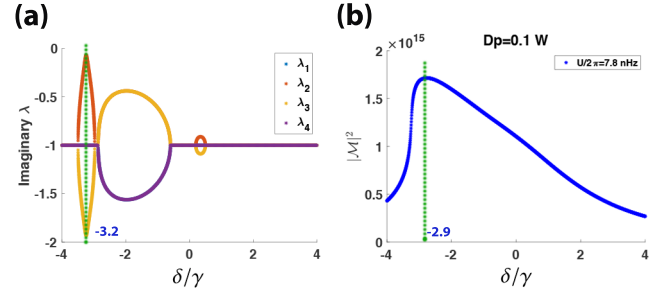 (a)
0
-0.5
-1
-1.5
-2
Imaginary λ
λ1
λ2
λ3
λ4
-3.2
-4 -2 0 2 4
δ/γ
(b)
Dp=0.1 W
×10^15
2
1.5
1
0.5
0
|ℳ|²
U/2π=7.8 nHz
-2.9
-4 -2 0 2 4
δ/γ